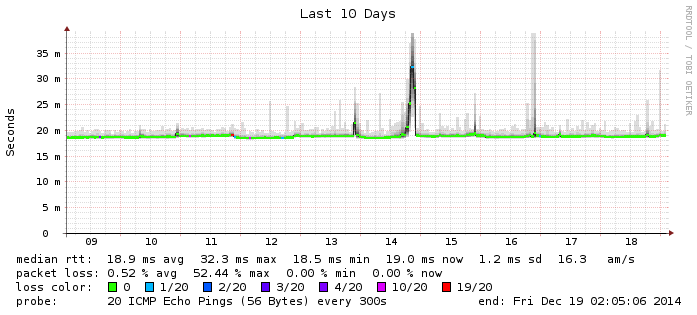 Last 10 Days
RRDTOOL / TOBI OETIKER
Seconds
35 m
30 m
25 m
20 m
15 m
10 m
5 m
0
09 10 11 12 13 14 15 16 17 18
median rtt: 18.9 ms avg 32.3 ms max 18.5 ms min 19.0 ms now 1.2 ms sd 16.3 am/s
packet loss: 0.52 % avg 52.44 % max 0.00 % min 0.00 % now
loss color: 0 1/20 2/20 3/20 4/20 10/20 19/20
probe: 20 ICMP Echo Pings (56 Bytes) every 300s end: Fri Dec 19 02:05:06 2014